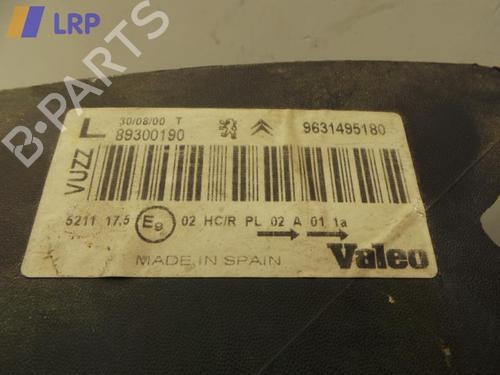 LRP
B-PARTS
30/08/00 T
L 89300190 9631495180
VUZZ
5211 17.5 E9 02 HC/R PL 02 A 01 1a
MADE IN SPAIN
Valeo